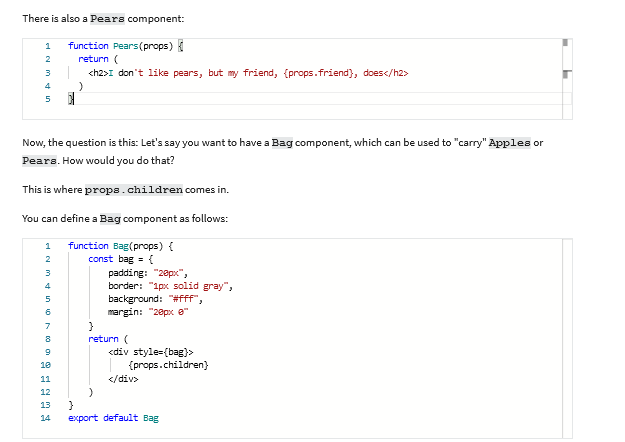 There is also a Pears component:
1 function Pears(props) {
2 return (
3 <h2>I don't like pears, but my friend, {props.friend}, does</h2>
4 )
5 }
Now, the question is this: Let's say you want to have a Bag component, which can be used to "carry" Apples or
Pears. How would you do that?
This is where props.children comes in.
You can define a Bag component as follows:
1 function Bag(props) {
2 const bag = {
3 padding: "20px",
4 border: "1px solid gray",
5 background: "#fff",
6 margin: "20px 0"
7 }
8 return (
9 <div style={bag}>
10 {props.children}
11 </div>
12 )
13 }
14 export default Bag